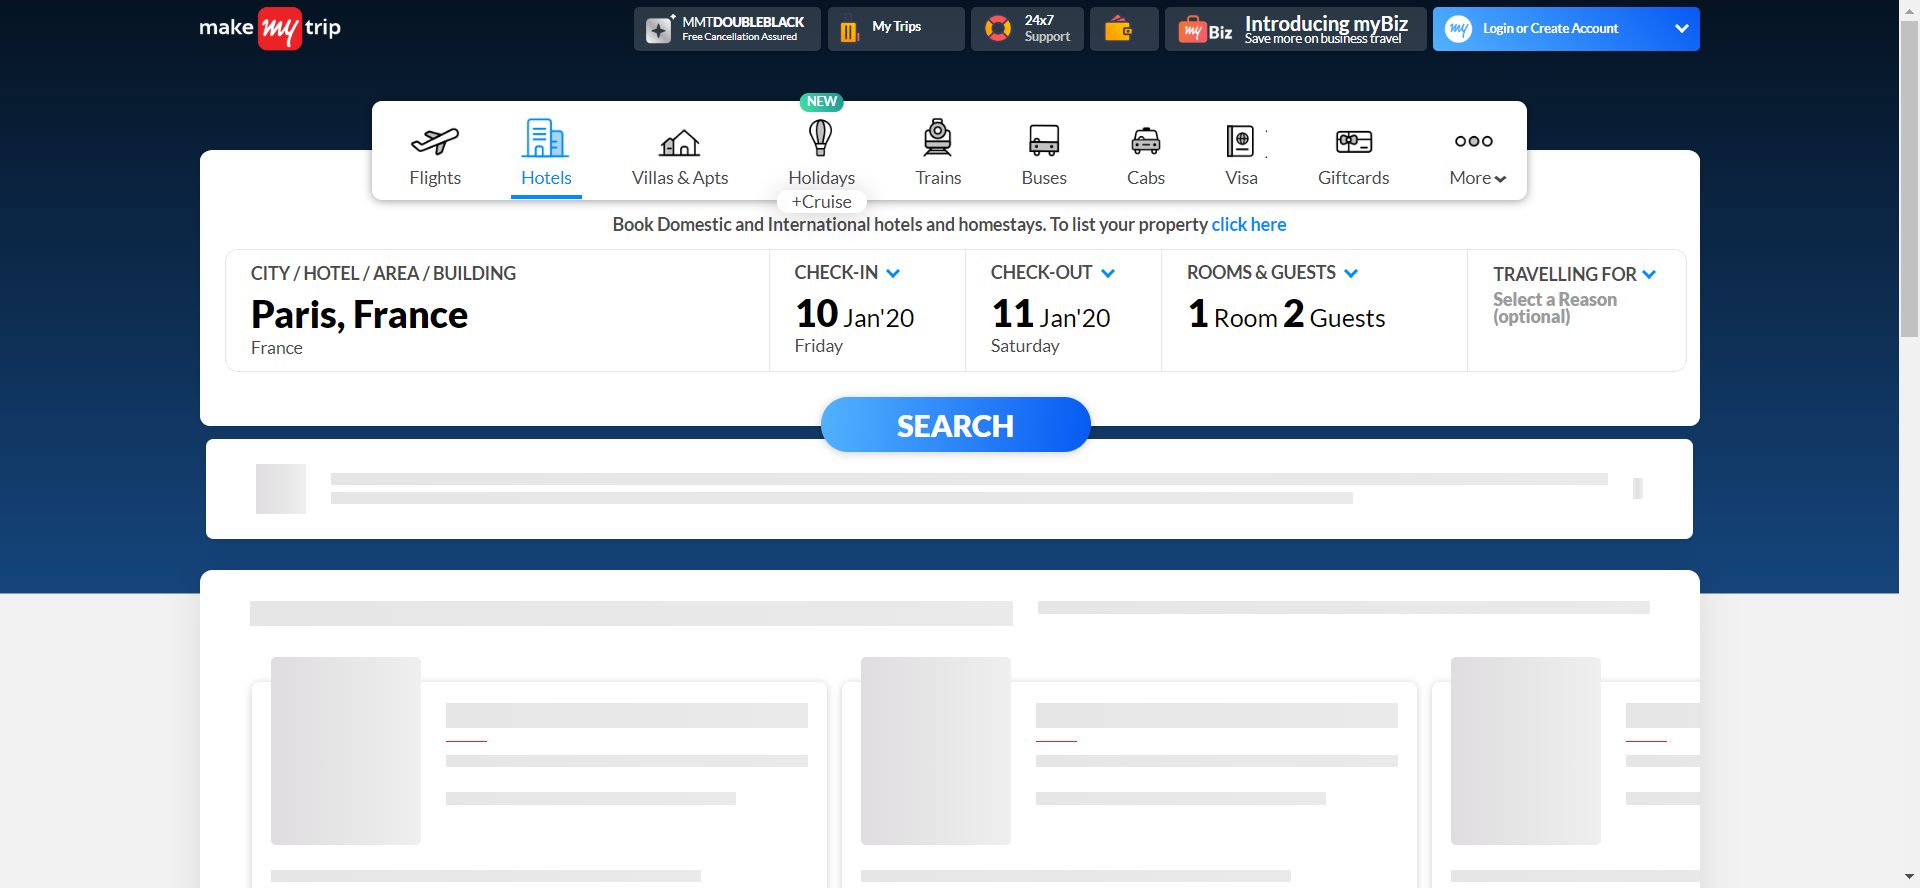 make my trip
MMTDOUBLEBLACK
Free Cancellation Assured
My Trips
24x7
Support
my Biz
Introducing myBiz
Save more on business travel
my
Login or Create Account
NEW
Flights
Hotels
Villas & Apts
Holidays
Trains
Buses
Cabs
Visa
Giftcards
More
+Cruise
Book Domestic and International hotels and homestays. To list your property click here
CITY / HOTEL / AREA / BUILDING
Paris, France
France
CHECK-IN
10 Jan'20
Friday
CHECK-OUT
11 Jan'20
Saturday
ROOMS & GUESTS
1 Room 2 Guests
TRAVELLING FOR
Select a Reason
(optional)
SEARCH